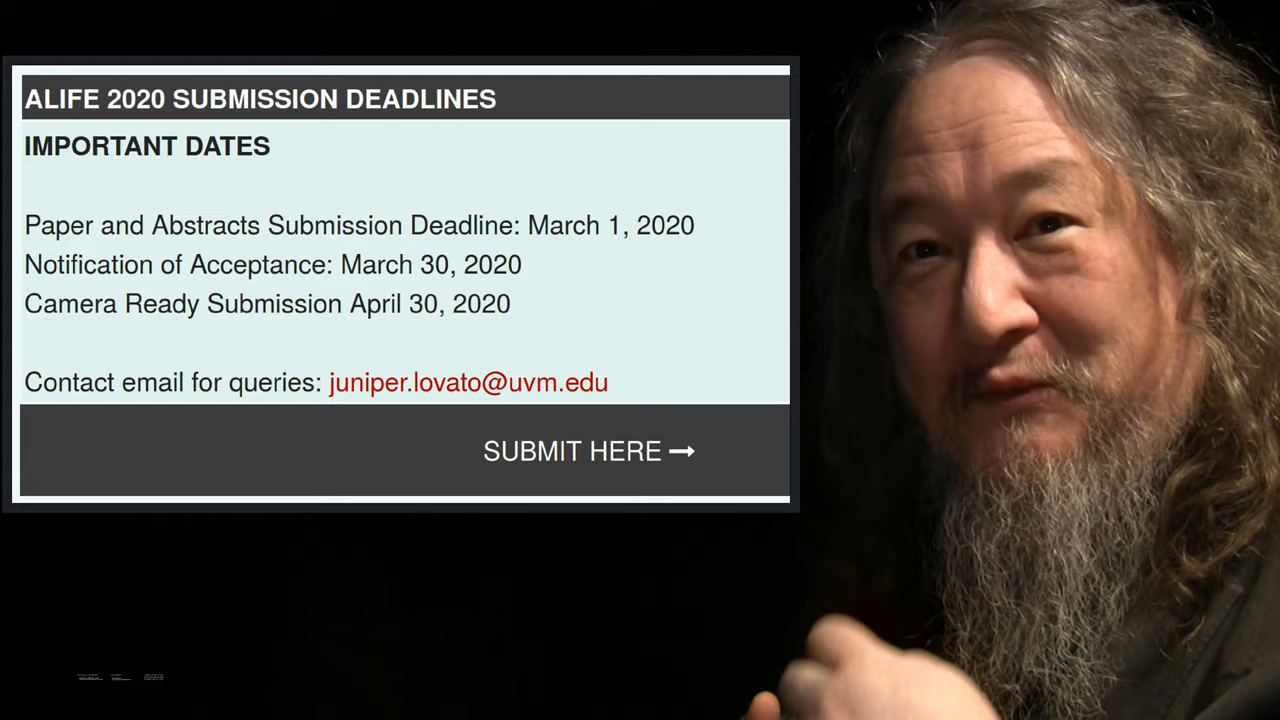 ALIFE 2020 SUBMISSION DEADLINES
IMPORTANT DATES
Paper and Abstracts Submission Deadline: March 1, 2020
Notification of Acceptance: March 30, 2020
Camera Ready Submission April 30, 2020
Contact email for queries: juniper.lovato@uvm.edu
SUBMIT HERE →